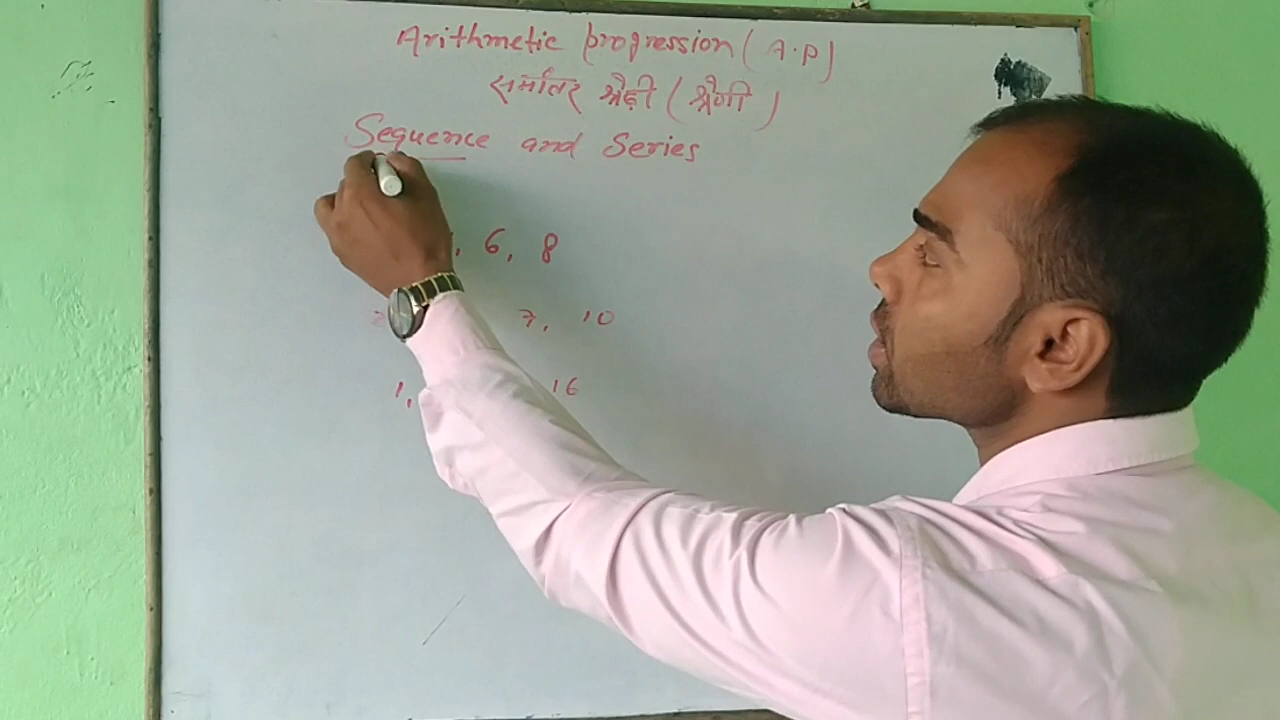 Arithmetic progression ( A.P )
समांतर श्रेढ़ी ( श्रेणी )
Sequence and Series
, 6, 8
7, 10
1, 16